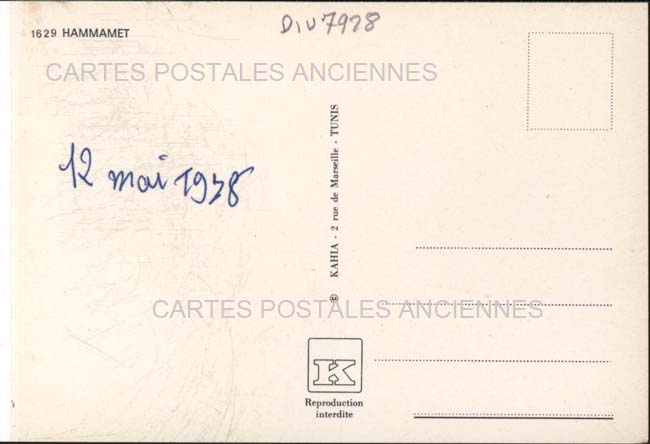 Div7928
1629 HAMMAMET
CARTES POSTALES ANCIENNES
12 mai 1978
© KAHIA - 2 rue de Marseille - TUNIS
CARTES POSTALES ANCIENNES
K
Reproduction
interdite